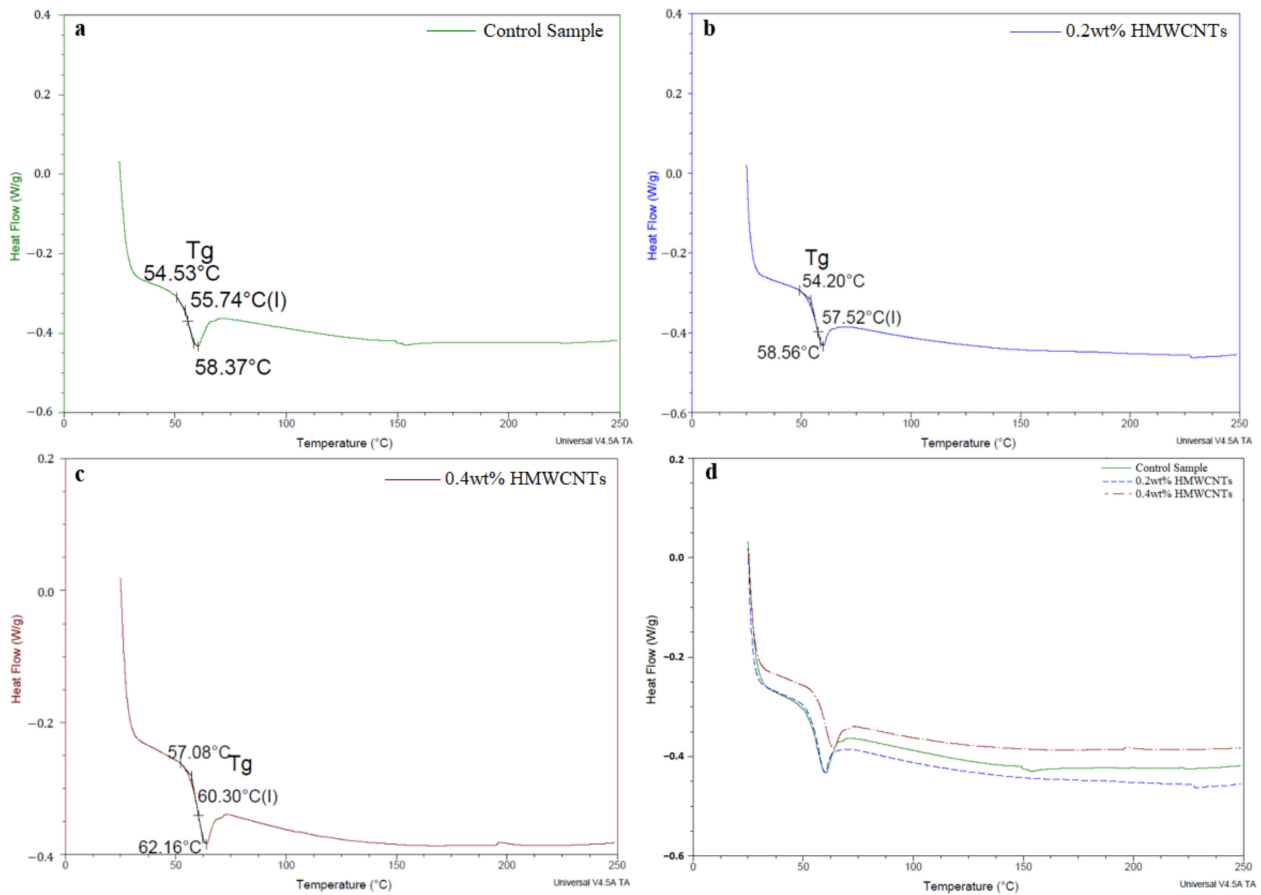 a
Control Sample
0.4
0.2
0.0
−0.2
−0.4
−0.6
Heat Flow (W/g)
Tg
54.53°C
55.74°C(I)
58.37°C
0 50 100 150 200 250
Temperature (°C)
Universal V4.5A TA
b
0.2wt% HMWCNTs
0.4
0.2
0.0
−0.2
−0.4
−0.6
Heat Flow (W/g)
Tg
54.20°C
57.52°C(I)
58.56°C
0 50 100 150 200 250
Temperature (°C)
Universal V4.5A TA
c
0.4wt% HMWCNTs
0.2
0.0
−0.2
−0.4
Heat Flow (W/g)
57.08°C
Tg
60.30°C(I)
62.16°C
0 50 100 150 200 250
Temperature (°C)
Universal V4.5A TA
d
Control Sample
0.2wt% HMWCNTs
0.4wt% HMWCNTs
0.2
0.0
−0.2
−0.4
−0.6
Heat Flow (W/g)
0 50 100 150 200 250
Temperature (°C)
Universal V4.5A TA